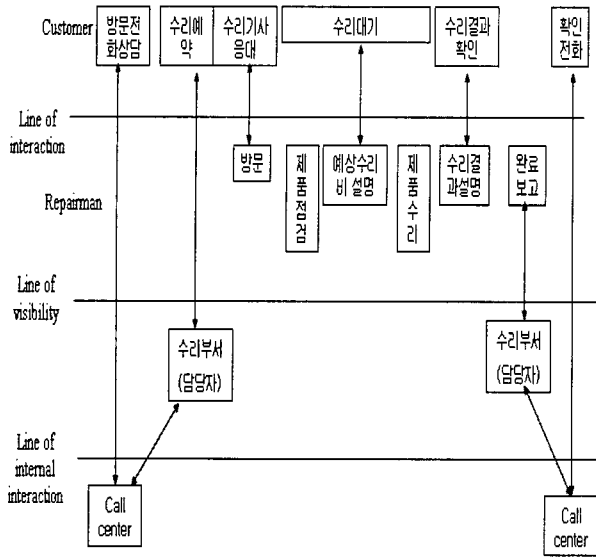 Customer
방문전
화상담
수리예
약
수리기사
응대
수리대기
수리결과
확인
확인
전화
Line of
interaction
Repairman
방문
제
품
점
검
예상수리
비 설명
제
품
수
리
수리결
과설명
완료
보고
Line of
visibility
수리부서
(담당자)
수리부서
(담당자)
Line of
internal
interaction
Call
center
Call
center